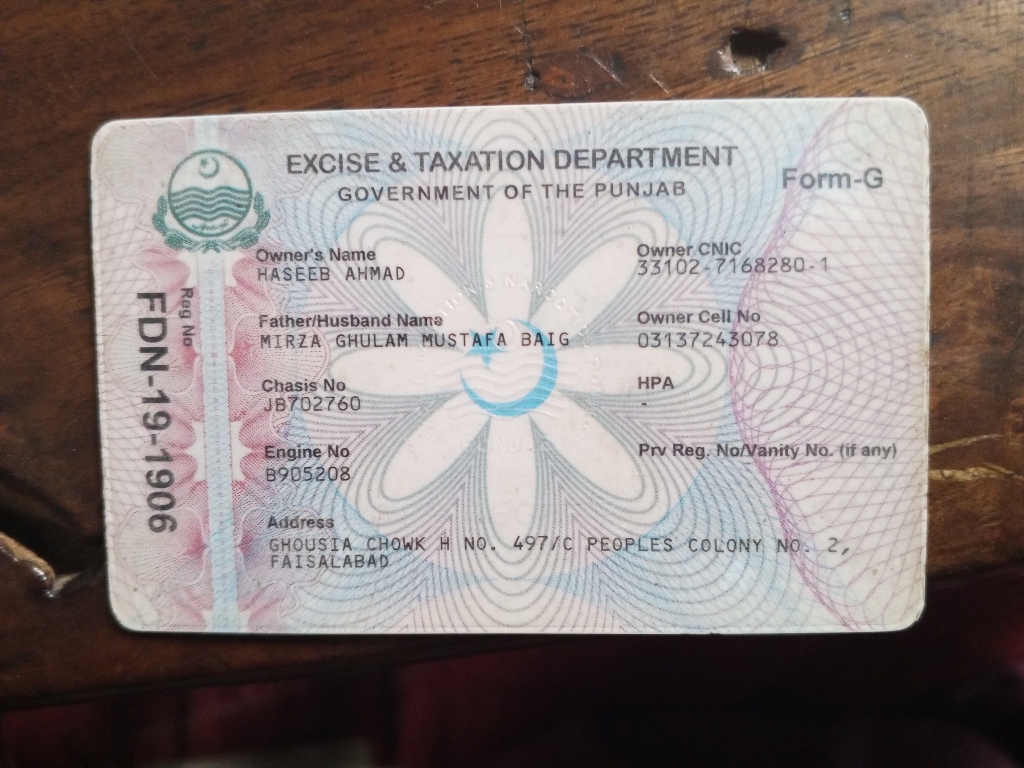 EXCISE & TAXATION DEPARTMENT
GOVERNMENT OF THE PUNJAB
Form-G
Reg No
FDN-19-1906
Owner's Name
HASEEB AHMAD
Owner CNIC
33102-7168280-1
Father/Husband Name
MIRZA GHULAM MUSTAFA BAIG
Owner Cell No
03137243078
Chasis No
JB702760
HPA
-
Engine No
B905208
Prv Reg. No/Vanity No. (if any)
Address
GHOUSIA CHOWK H NO. 497/C PEOPLES COLONY NO. 2,
FAISALABAD